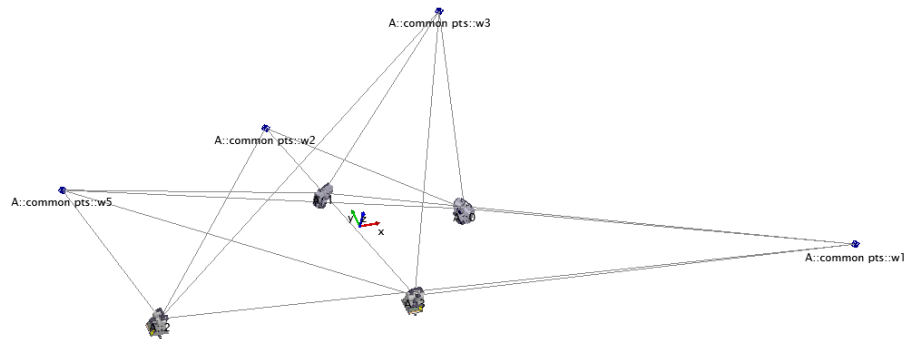 A::common pts::w3
A::common pts::w2
A::common pts::w5
y
z
x
A::common pts::w1